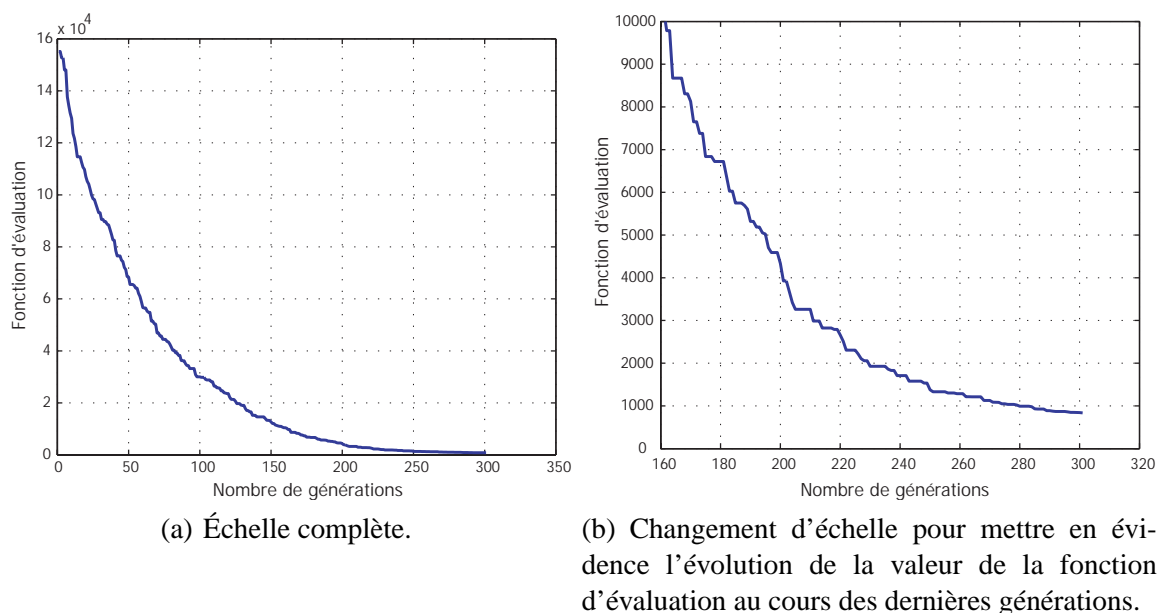 x 10⁴
16
14
12
10
8
6
4
2
0
0 50 100 150 200 250 300 350
Fonction d'évaluation
Nombre de générations
(a) Échelle complète.
10000
9000
8000
7000
6000
5000
4000
3000
2000
1000
0
160 180 200 220 240 260 280 300 320
Fonction d'évaluation
Nombre de générations
(b) Changement d'échelle pour mettre en évi-
dence l'évolution de la valeur de la fonction
d'évaluation au cours des dernières générations.